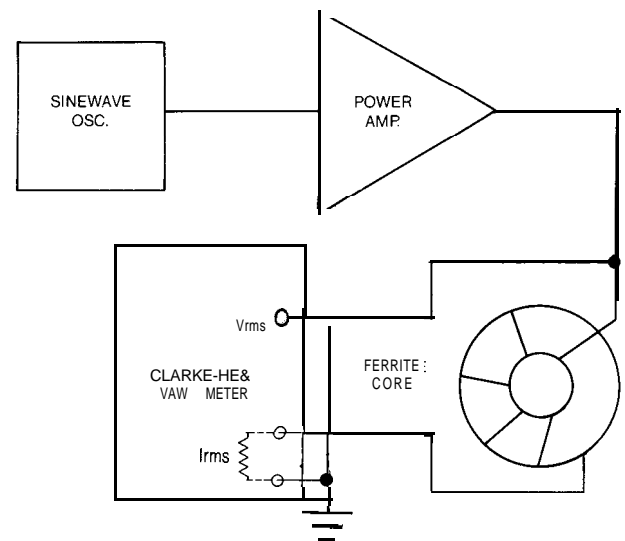 SINEWAVE
OSC.
POWER
AMP.
Vrms
FERRITE
CORE
CLARKE-HE&
VAW METER
Irms